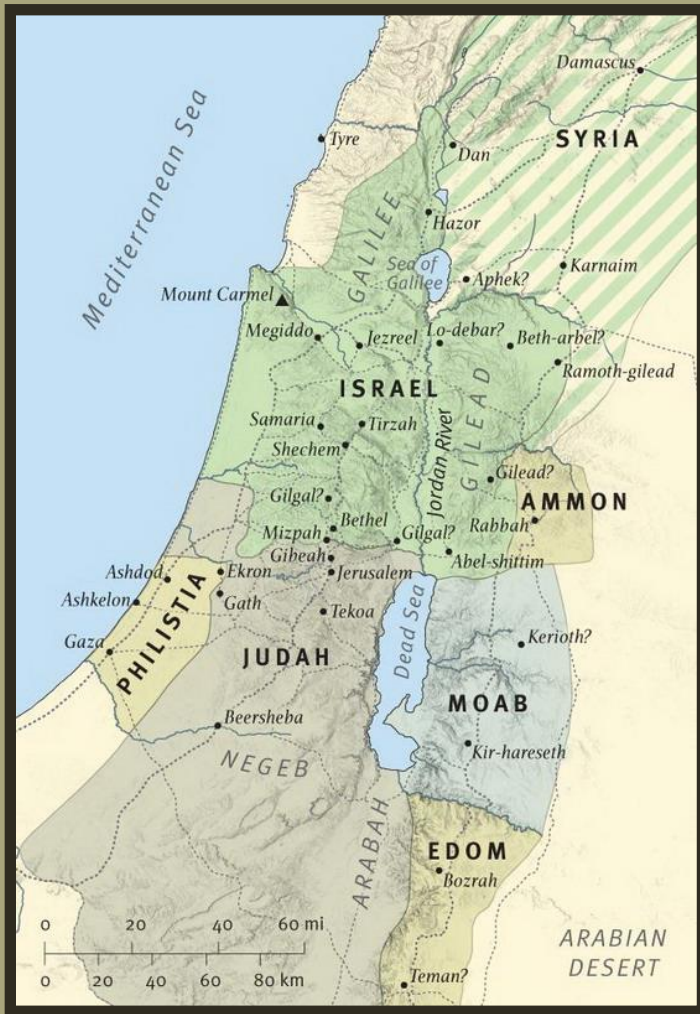 Damascus
SYRIA
Tyre
Dan
Mediterranean Sea
GALILEE
Hazor
Sea of
Galilee
Aphek?
Karnaim
Mount Carmel
Megiddo
Jezreel
Lo-debar?
Beth-arbel?
Ramoth-gilead
ISRAEL
GILEAD
Samaria
Tirzah
Shechem
Jordan River
Gilead?
AMMON
Gilgal?
Rabbah
Bethel
Mizpah
Gilgal?
Gibeah
Abel-shittim
Jerusalem
Ashdod
Ekron
Ashkelon
Gath
Tekoa
PHILISTIA
Gaza
JUDAH
Dead Sea
Kerioth?
MOAB
Beersheba
Kir-hareseth
NEGEB
ARABAH
EDOM
Bozrah
ARABIAN
DESERT
Teman?
0 20 40 60 mi
0 20 40 60 80 km